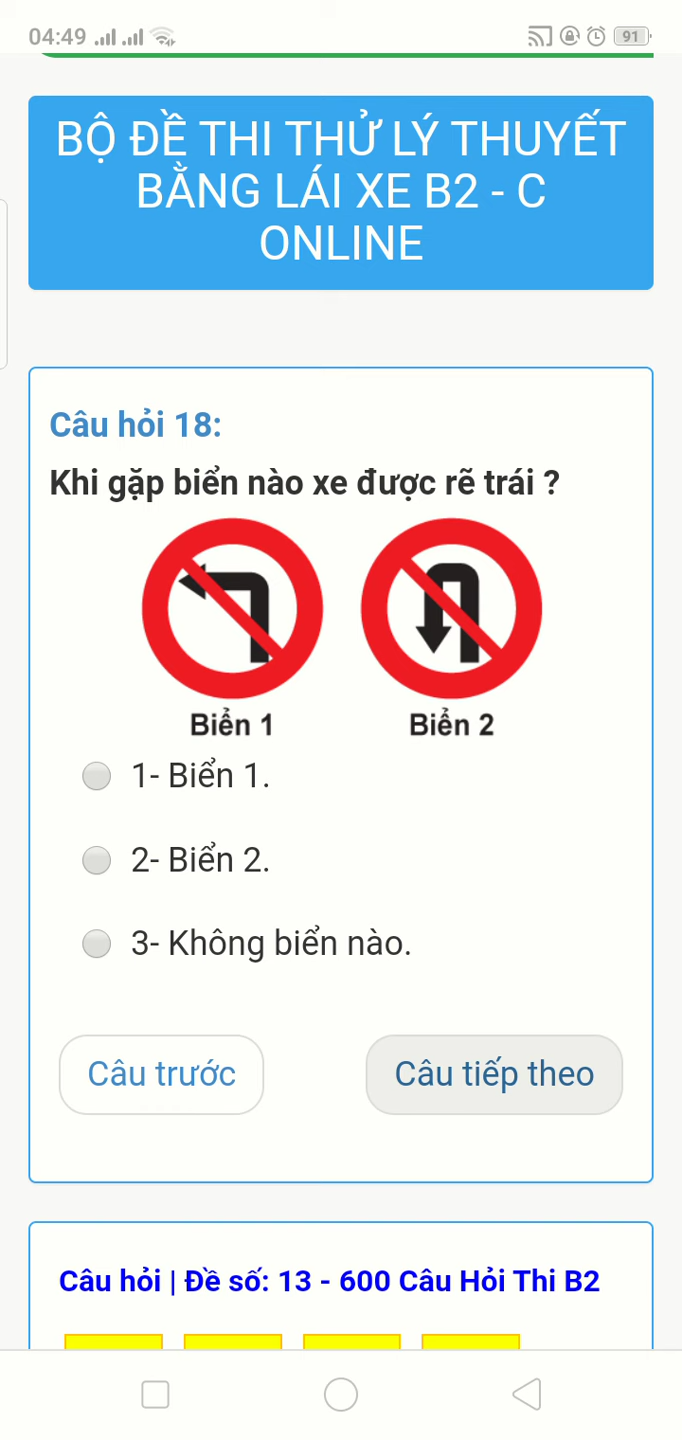 04:49
91
BỘ ĐỀ THI THỬ LÝ THUYẾT
BẰNG LÁI XE B2 - C
ONLINE
Câu hỏi 18:
Khi gặp biển nào xe được rẽ trái ?
Biển 1
Biển 2
1- Biển 1.
2- Biển 2.
3- Không biển nào.
Câu trước
Câu tiếp theo
Câu hỏi | Đề số: 13 - 600 Câu Hỏi Thi B2